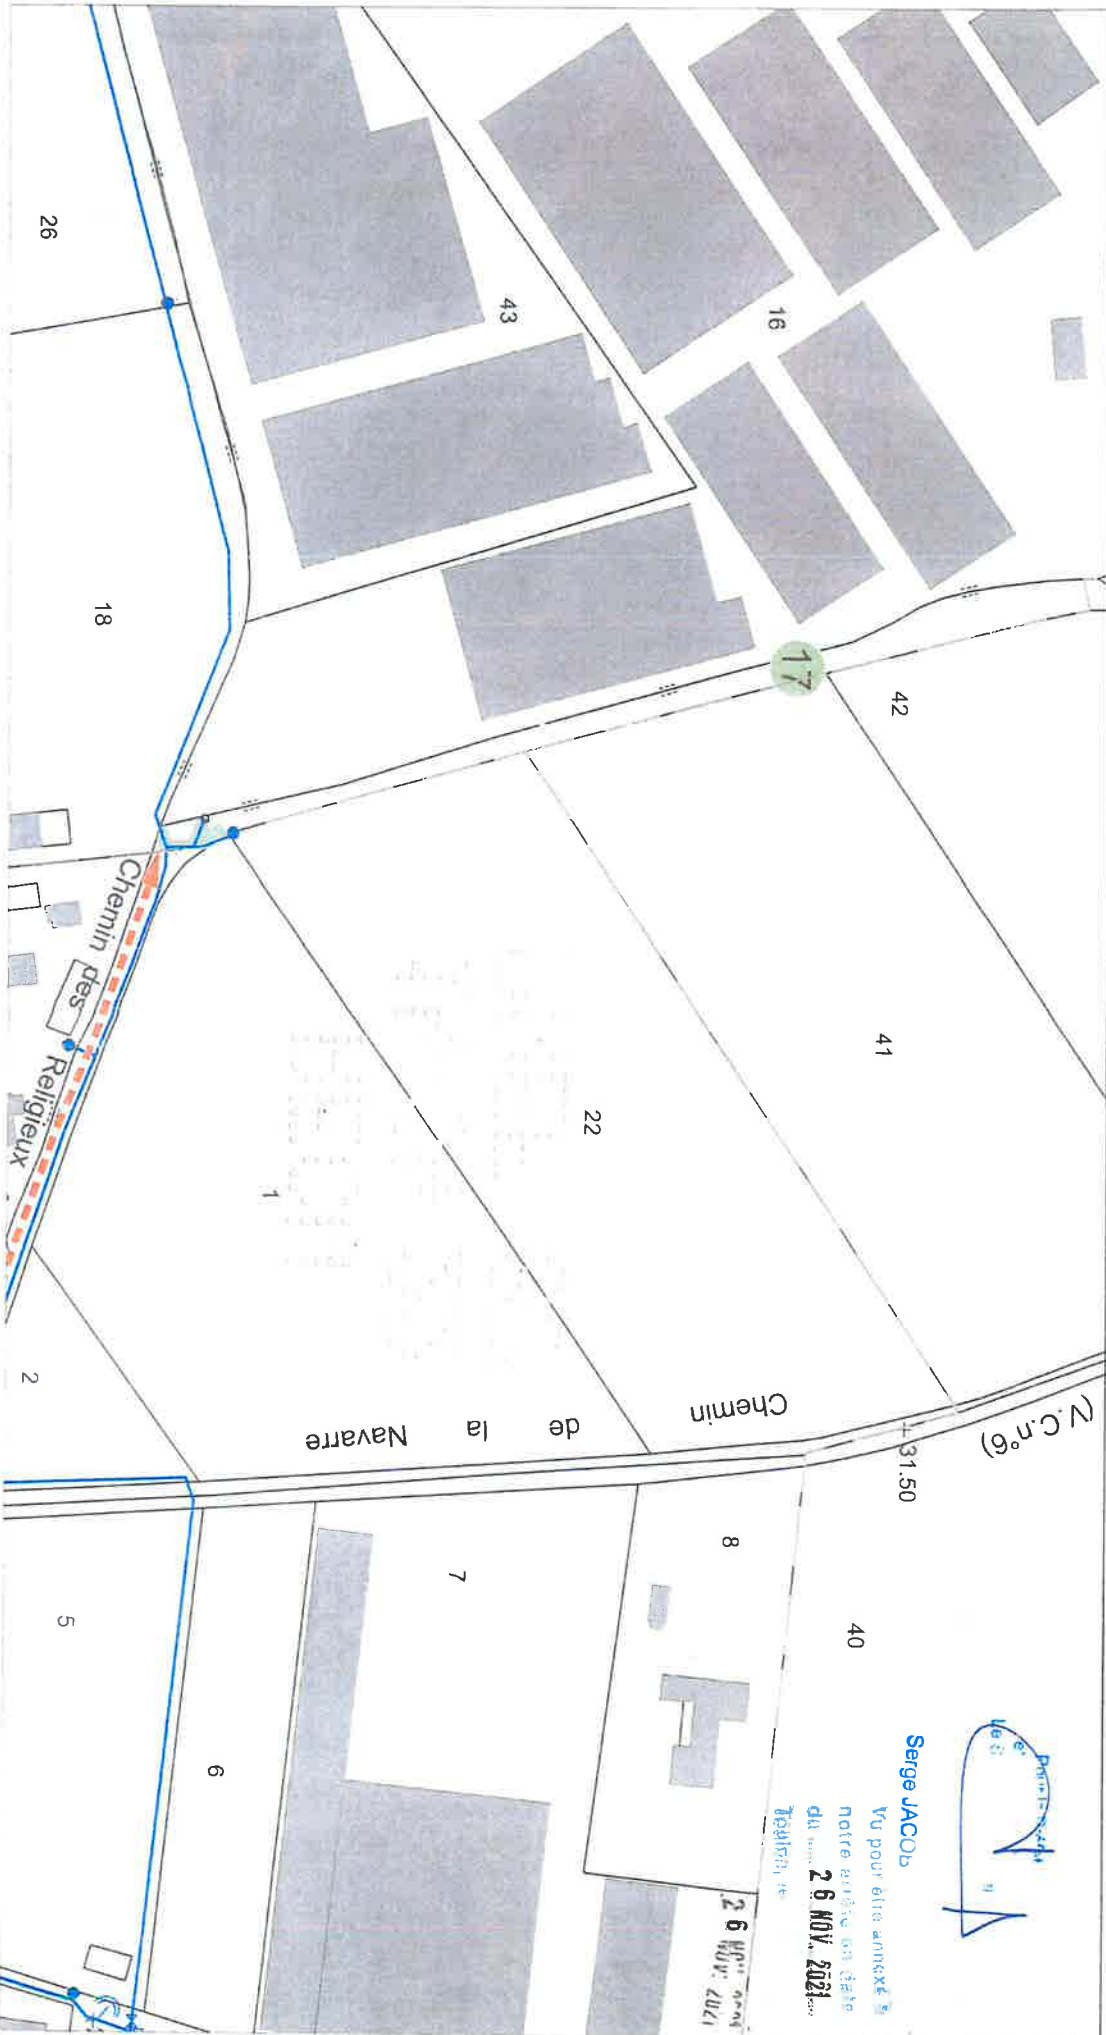 26
43
16
18
17
42
41
22
1
2
Chemin des Religieux
Chemin de la Navarre
(V.C.n°6)
31.50
8
7
40
6
5
Serge JACOB
Vu pour être annexé à
notre arrêté en date
du 26 NOV. 2021
26 NOV. 2021